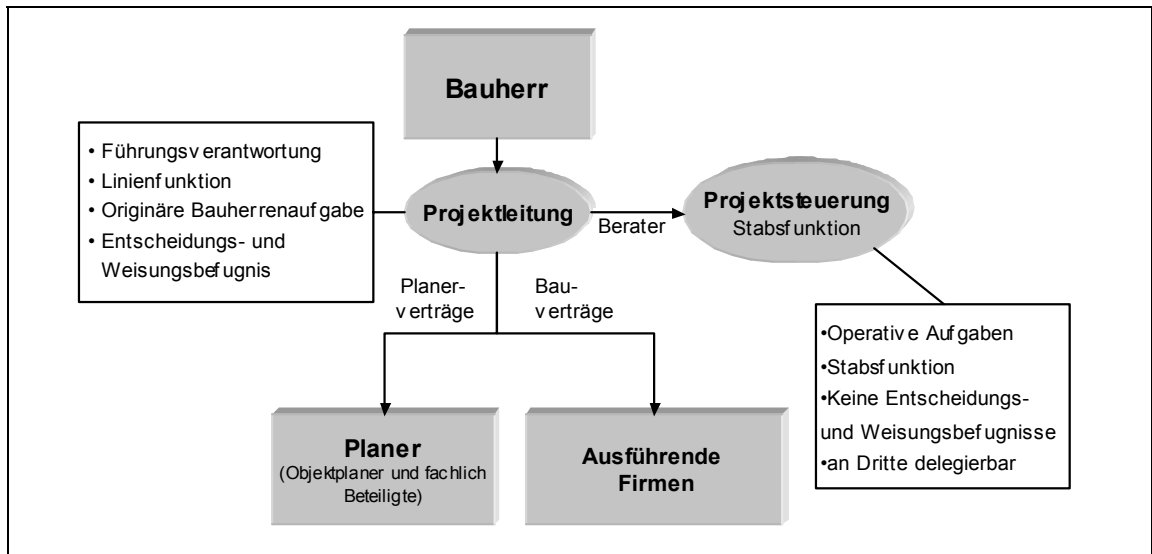 Bauherr
• Führungsverantwortung
• Linienfunktion
• Originäre Bauherrenaufgabe
• Entscheidungs- und
Weisungsbefugnis
Projektleitung
Berater
Projektsteuerung
Stabsfunktion
Planer-
verträge
Bau-
verträge
•Operative Aufgaben
•Stabsfunktion
•Keine Entscheidungs-
und Weisungsbefugnisse
•an Dritte delegierbar
Planer
(Objektplaner und fachlich
Beteiligte)
Ausführende
Firmen